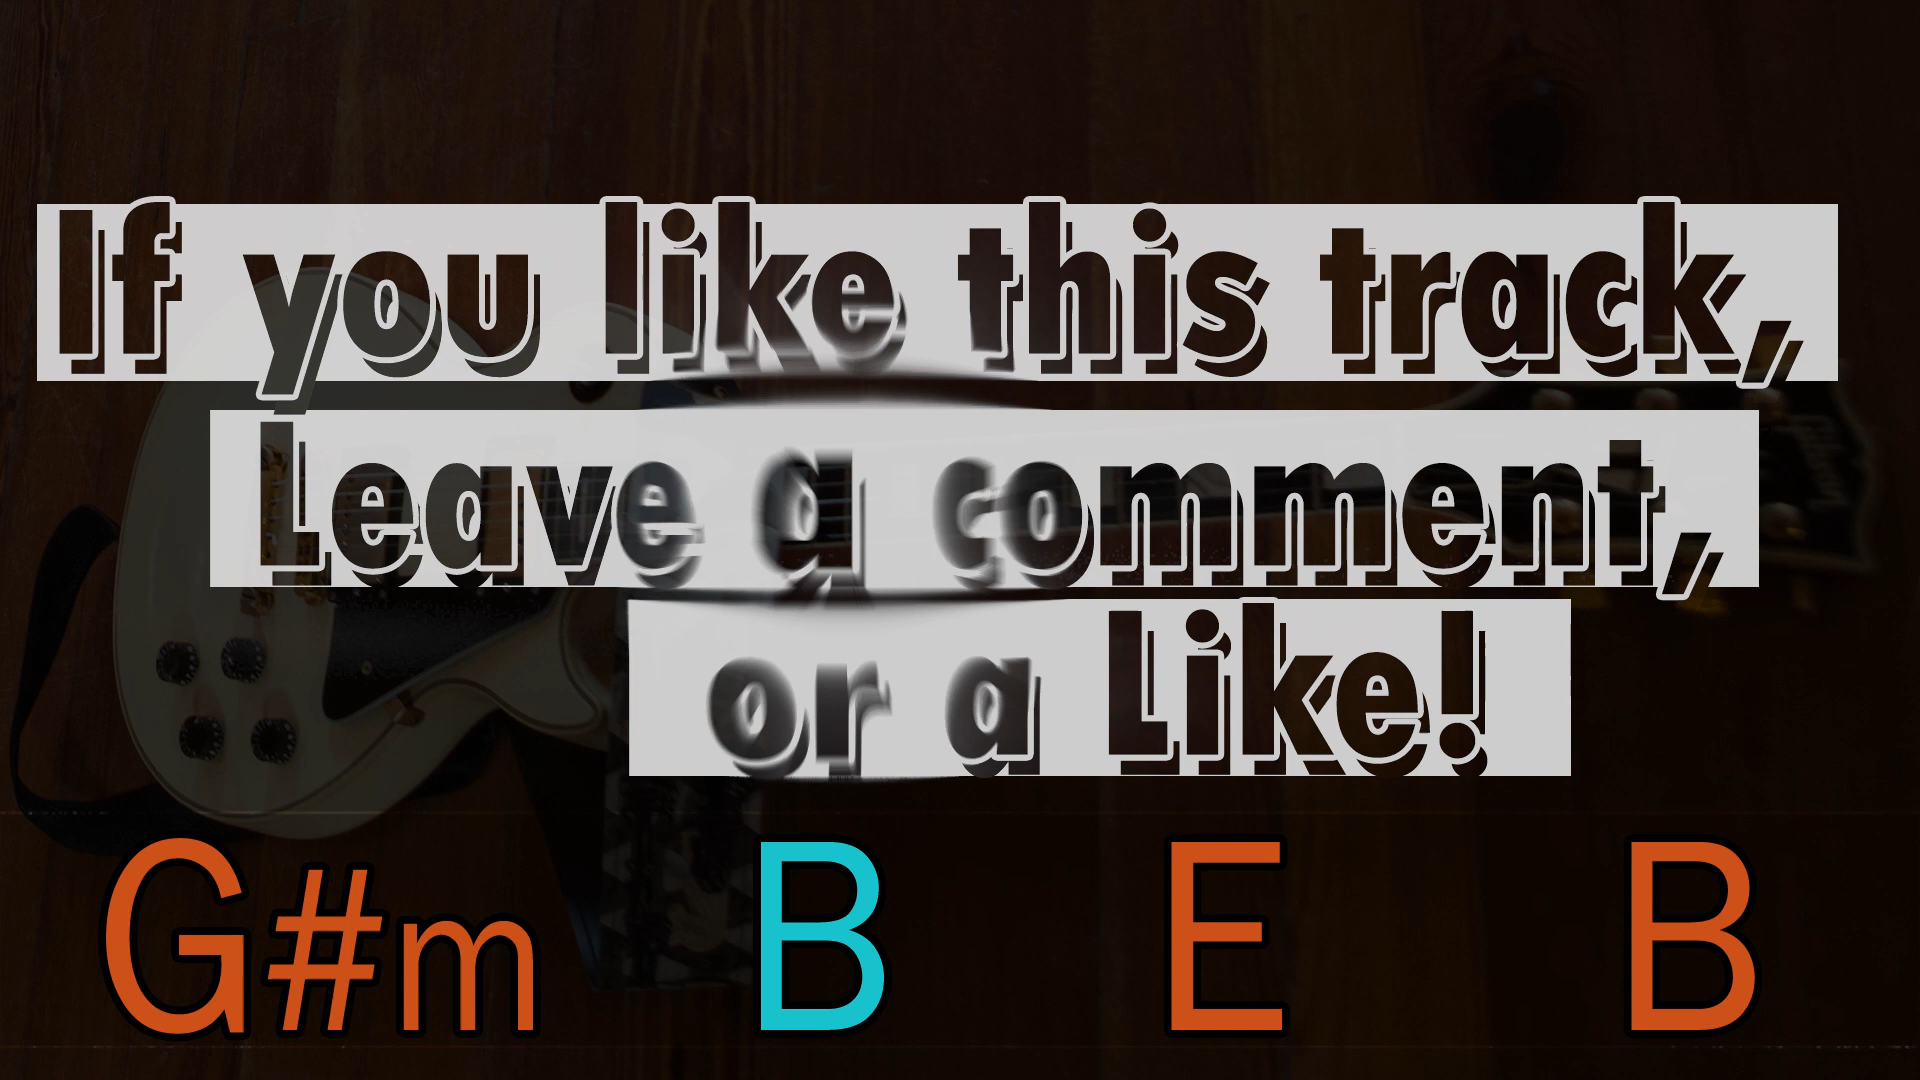 If you like this track,
Leave a comment,
or a Like!
G#m B E B